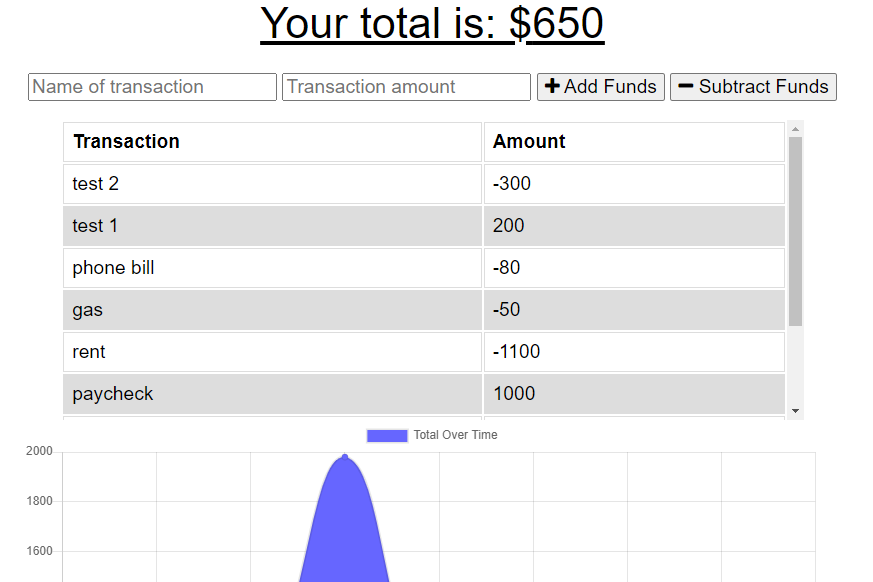 Your total is: $650
Name of transaction Transaction amount + Add Funds − Subtract Funds
Transaction Amount
test 2 -300
test 1 200
phone bill -80
gas -50
rent -1100
paycheck 1000
Total Over Time
2000
1800
1600